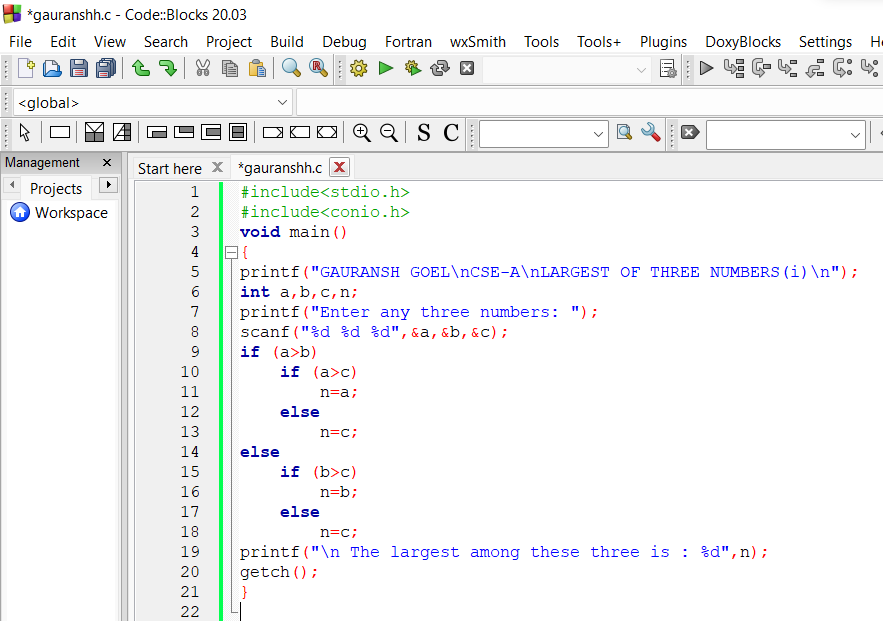 *gauranshh.c - Code::Blocks 20.03
File Edit View Search Project Build Debug Fortran wxSmith Tools Tools+ Plugins DoxyBlocks Settings H
<global>
S C
Management
Projects
Workspace
Start here *gauranshh.c
1 #include<stdio.h>
2 #include<conio.h>
3 void main()
4 {
5 printf("GAURANSH GOEL\nCSE-A\nLARGEST OF THREE NUMBERS(i)\n");
6 int a,b,c,n;
7 printf("Enter any three numbers: ");
8 scanf("%d %d %d",&a,&b,&c);
9 if (a>b)
10     if (a>c)
11         n=a;
12     else
13         n=c;
14 else
15     if (b>c)
16         n=b;
17     else
18         n=c;
19 printf("\n The largest among these three is : %d",n);
20 getch();
21 }
22